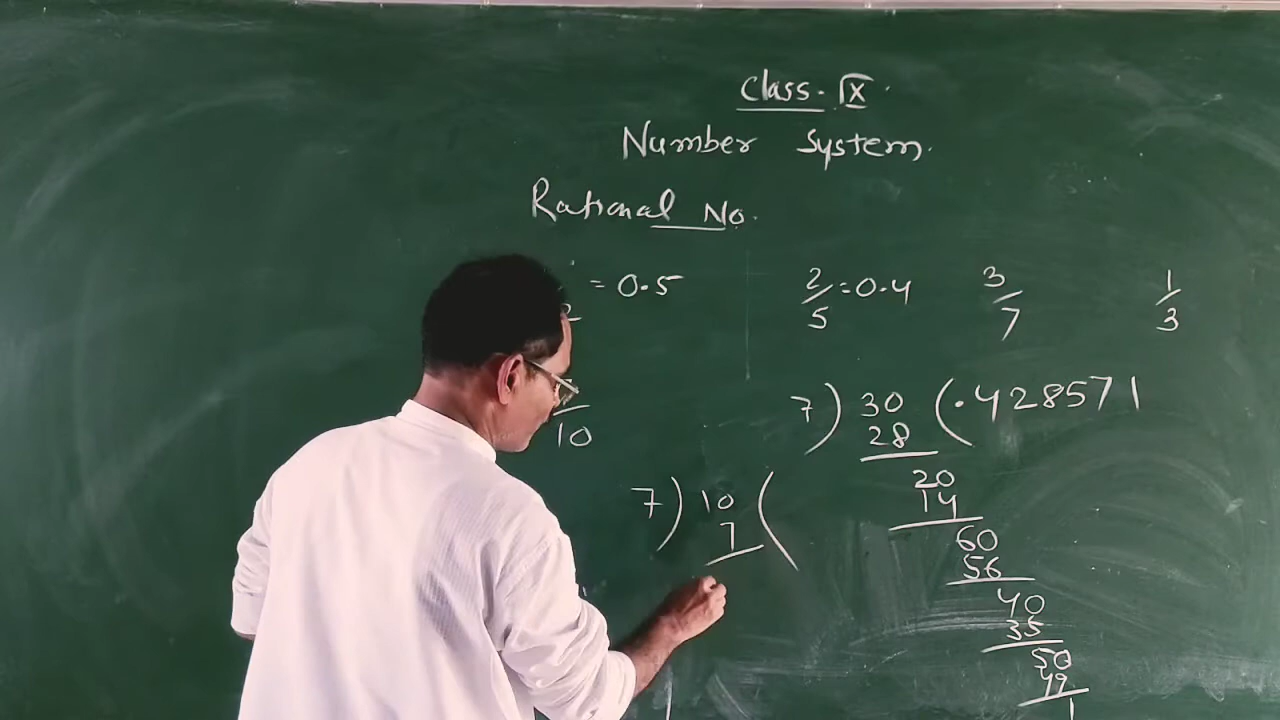 Class. IX
Number System.
Rational No.
= 0.5
2/5 = 0.4
3/7
1/3
10
7) 30 (.428571
28
20
14
60
56
40
35
50
49
1
7) 10 (
7